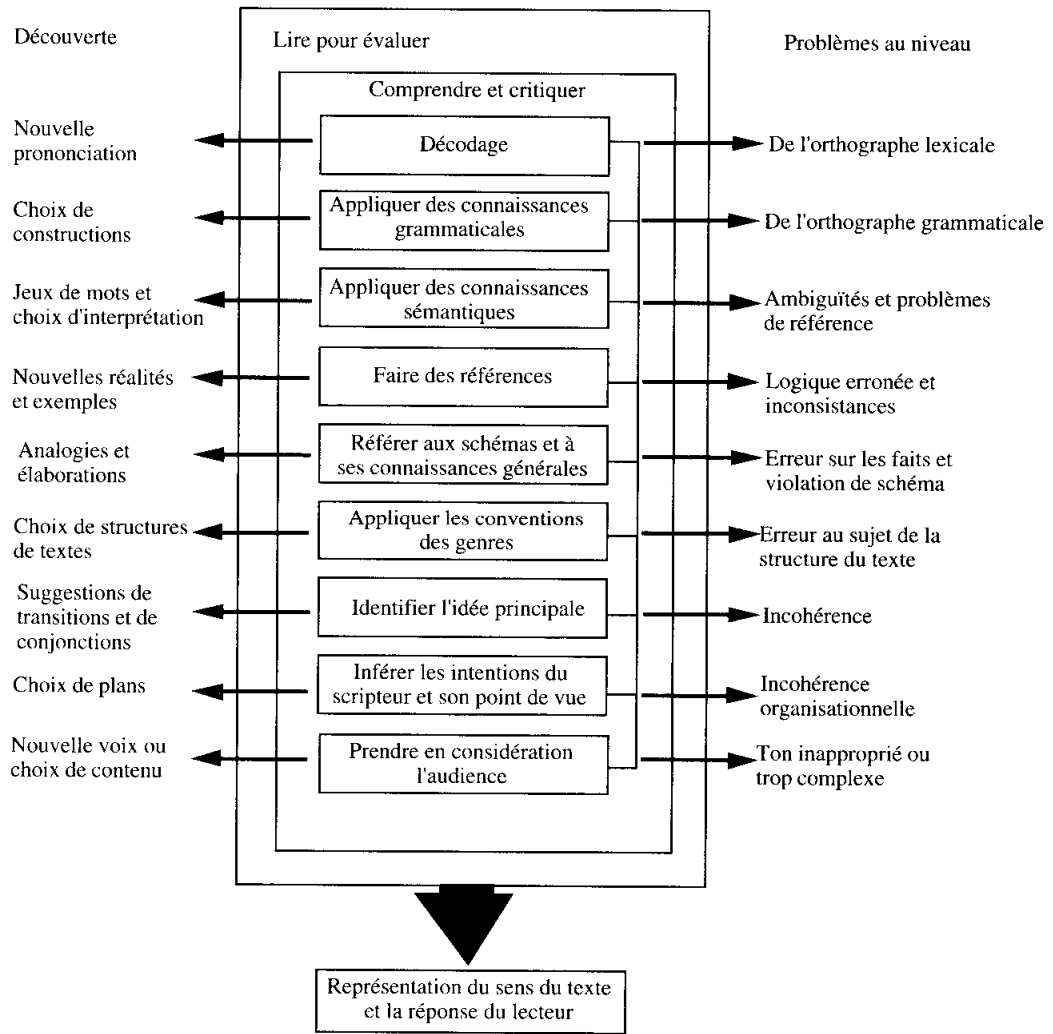 Découverte
Lire pour évaluer
Problèmes au niveau
Comprendre et critiquer
Nouvelle
prononciation
Décodage
De l'orthographe lexicale
Choix de
constructions
Appliquer des connaissances
grammaticales
De l'orthographe grammaticale
Jeux de mots et
choix d'interprétation
Appliquer des connaissances
sémantiques
Ambiguïtés et problèmes
de référence
Nouvelles réalités
et exemples
Faire des références
Logique erronée et
inconsistances
Analogies et
élaborations
Référer aux schémas et à
ses connaissances générales
Erreur sur les faits et
violation de schéma
Choix de structures
de textes
Appliquer les conventions
des genres
Erreur au sujet de la
structure du texte
Suggestions de
transitions et de
conjonctions
Identifier l'idée principale
Incohérence
Choix de plans
Inférer les intentions du
scripteur et son point de vue
Incohérence
organisationnelle
Nouvelle voix ou
choix de contenu
Prendre en considération
l'audience
Ton inapproprié ou
trop complexe
Représentation du sens du texte
et la réponse du lecteur